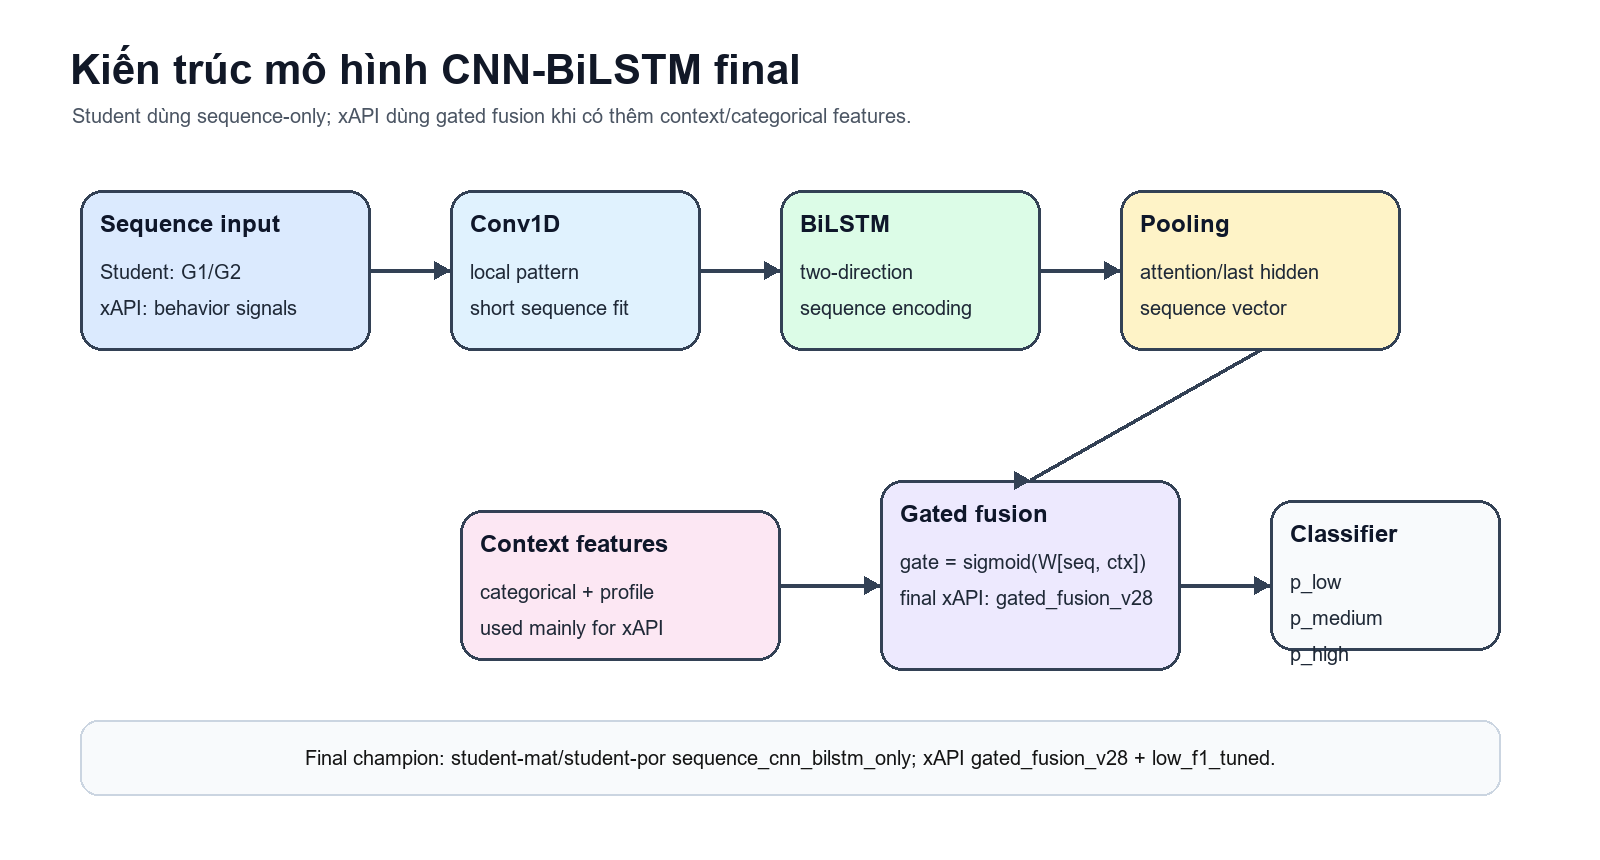 Kiến trúc mô hình CNN-BiLSTM final
Student dùng sequence-only; xAPI dùng gated fusion khi có thêm context/categorical features.
Sequence input
Student: G1/G2
xAPI: behavior signals
Conv1D
local pattern
short sequence fit
BiLSTM
two-direction
sequence encoding
Pooling
attention/last hidden
sequence vector
Context features
categorical + profile
used mainly for xAPI
Gated fusion
gate = sigmoid(W[seq, ctx])
final xAPI: gated_fusion_v28
Classifier
p_low
p_medium
p_high
Final champion: student-mat/student-por sequence_cnn_bilstm_only; xAPI gated_fusion_v28 + low_f1_tuned.